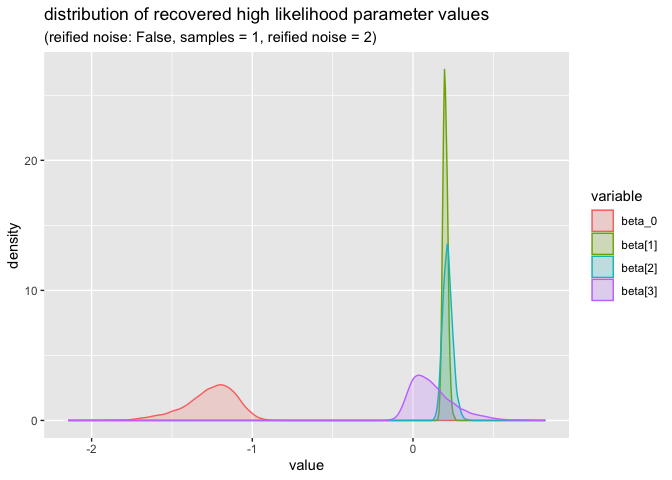 distribution of recovered high likelihood parameter values
(reified noise: False, samples = 1, reified noise = 2)
density
20
10
0
-2
-1
0
value
variable
beta_0
beta[1]
beta[2]
beta[3]